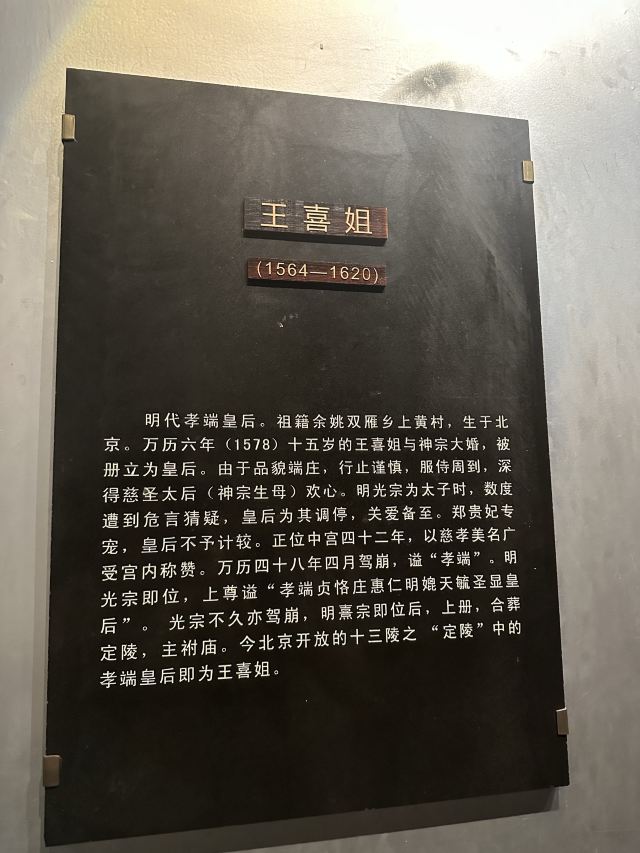 王喜姐
(1564—1620)
明代孝端皇后。祖籍余姚双雁乡上黄村，生于北
京。万历六年（1578）十五岁的王喜姐与神宗大婚，被
册立为皇后。由于品貌端庄，行止谨慎，服侍周到，深
得慈圣太后（神宗生母）欢心。明光宗为太子时，数度
遭到危言猜疑，皇后为其调停，关爱备至。郑贵妃专
宠，皇后不予计较。正位中宫四十二年，以慈孝美名广
受宫内称赞。万历四十八年四月驾崩，谥“孝端”。明
光宗即位，上尊谥“孝端贞恪庄惠仁明媲天毓圣显皇
后”。 光宗不久亦驾崩，明熹宗即位后，上册，合葬
定陵，主祔庙。今北京开放的十三陵之 “定陵”中的
孝端皇后即为王喜姐。